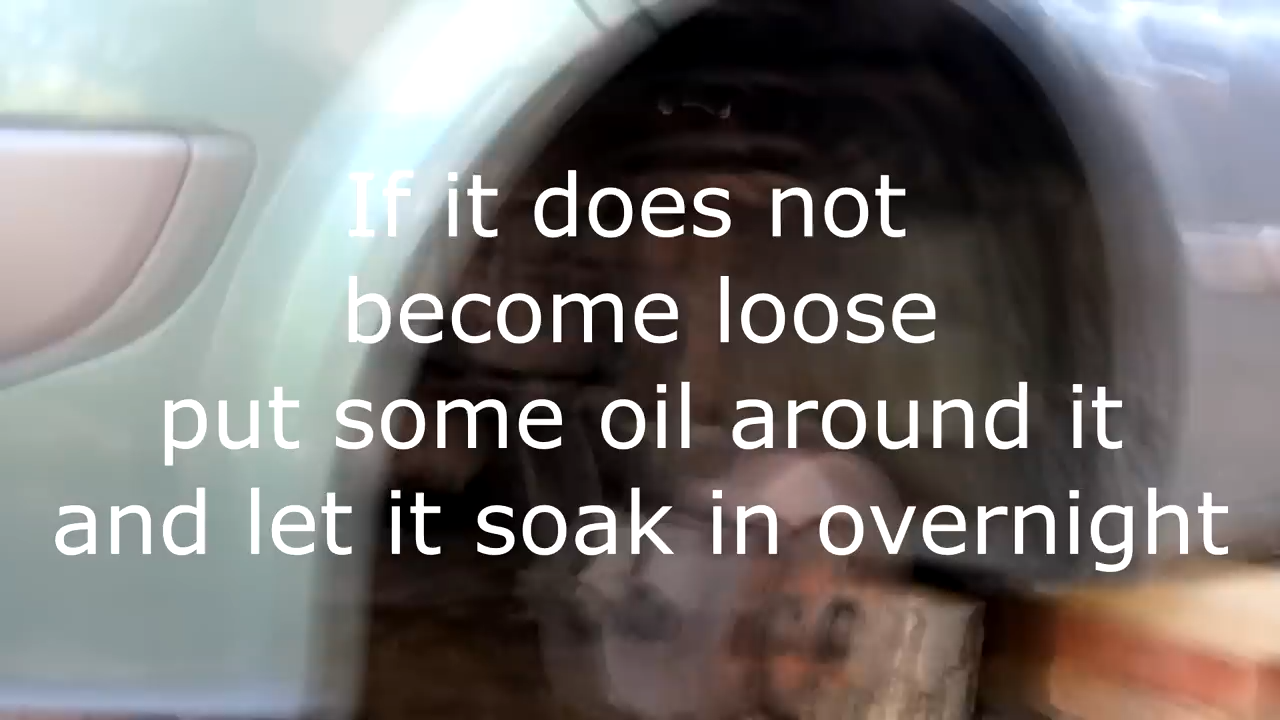 If it does not
become loose
put some oil around it
and let it soak in overnight